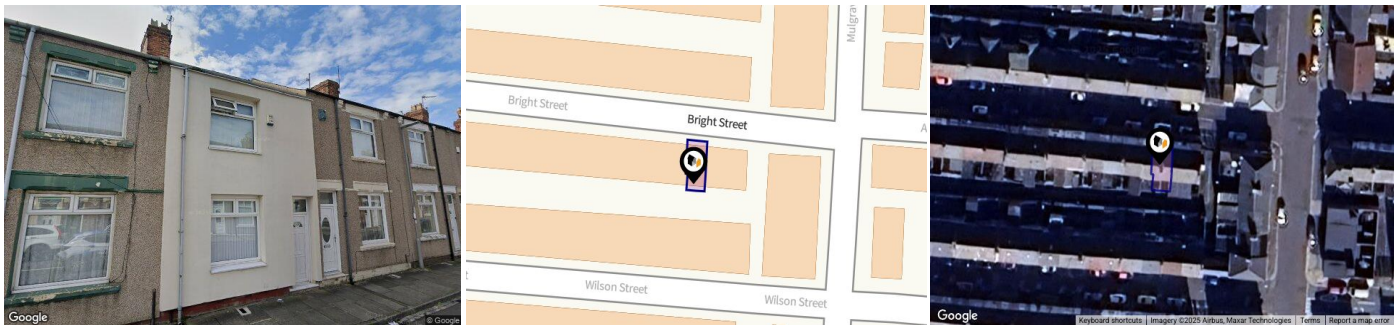 Google
© Google
Mulgrav
Bright Street
Bright Street
A
Wilson Street
Wilson Street
t
Google
Keyboard shortcuts
Imagery ©2025 Airbus, Maxar Technologies
Terms
Report a map error